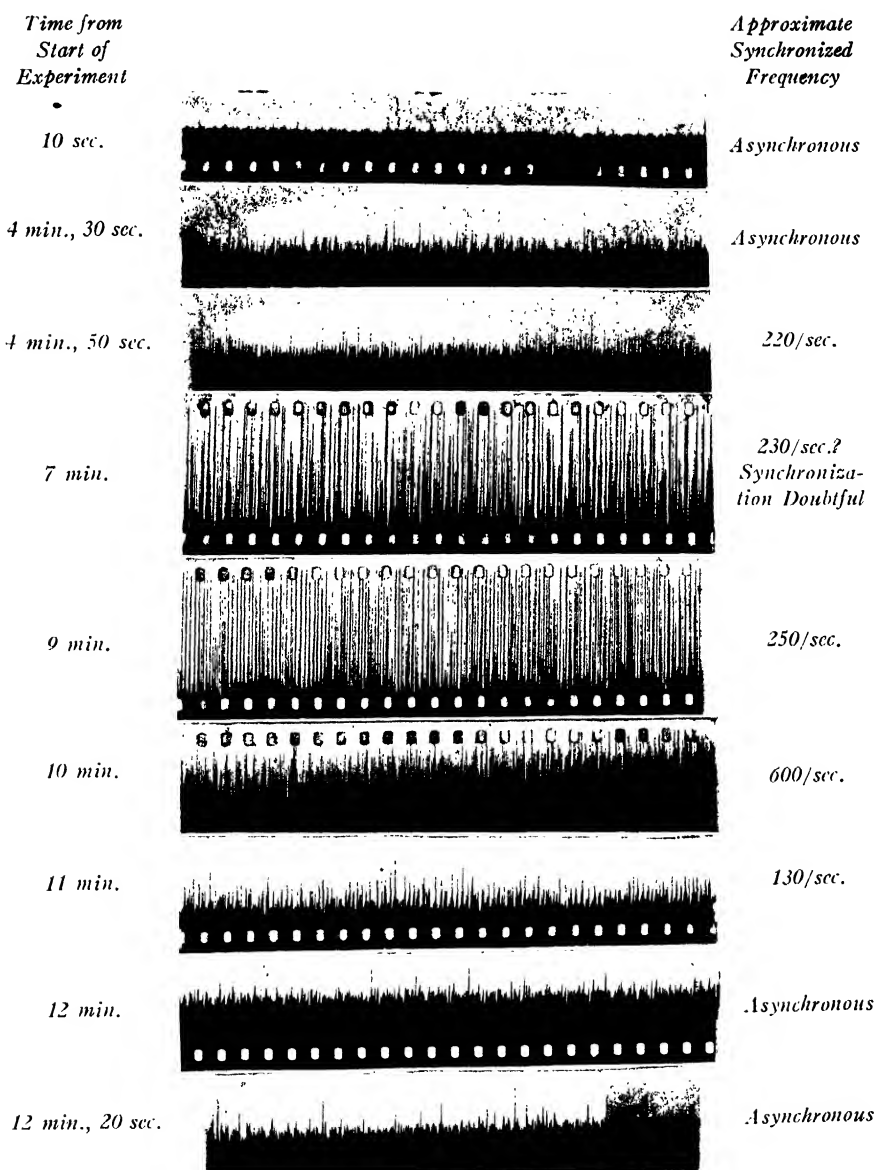 Time from
Start of
Experiment
Approximate
Synchronized
Frequency
10 sec.
Asynchronous
4 min., 30 sec.
Asynchronous
4 min., 50 sec.
220/sec.
7 min.
230/sec.?
Synchroniza-
tion Doubtful
9 min.
250/sec.
10 min.
600/sec.
11 min.
130/sec.
12 min.
Asynchronous
12 min., 20 sec.
Asynchronous